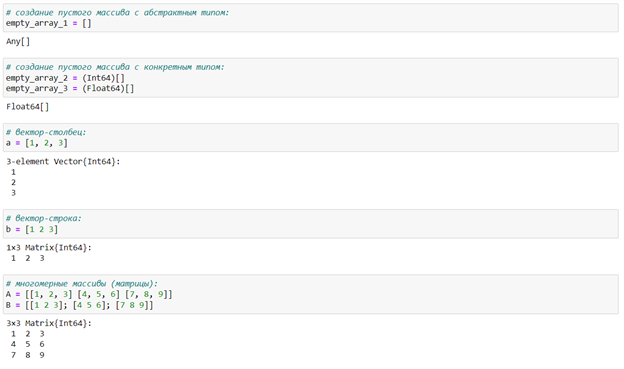 # создание пустого массива с абстрактным типом:
empty_array_1 = []
Any[]
# создание пустого массива с конкретным типом:
empty_array_2 = (Int64)[]
empty_array_3 = (Float64)[]
Float64[]
# вектор-столбец:
a = [1, 2, 3]
3-element Vector{Int64}:
1
2
3
# вектор-строка:
b = [1 2 3]
1×3 Matrix{Int64}:
1 2 3
# многомерные массивы (матрицы):
A = [[1, 2, 3] [4, 5, 6] [7, 8, 9]]
B = [[1 2 3]; [4 5 6]; [7 8 9]]
3×3 Matrix{Int64}:
1 2 3
4 5 6
7 8 9